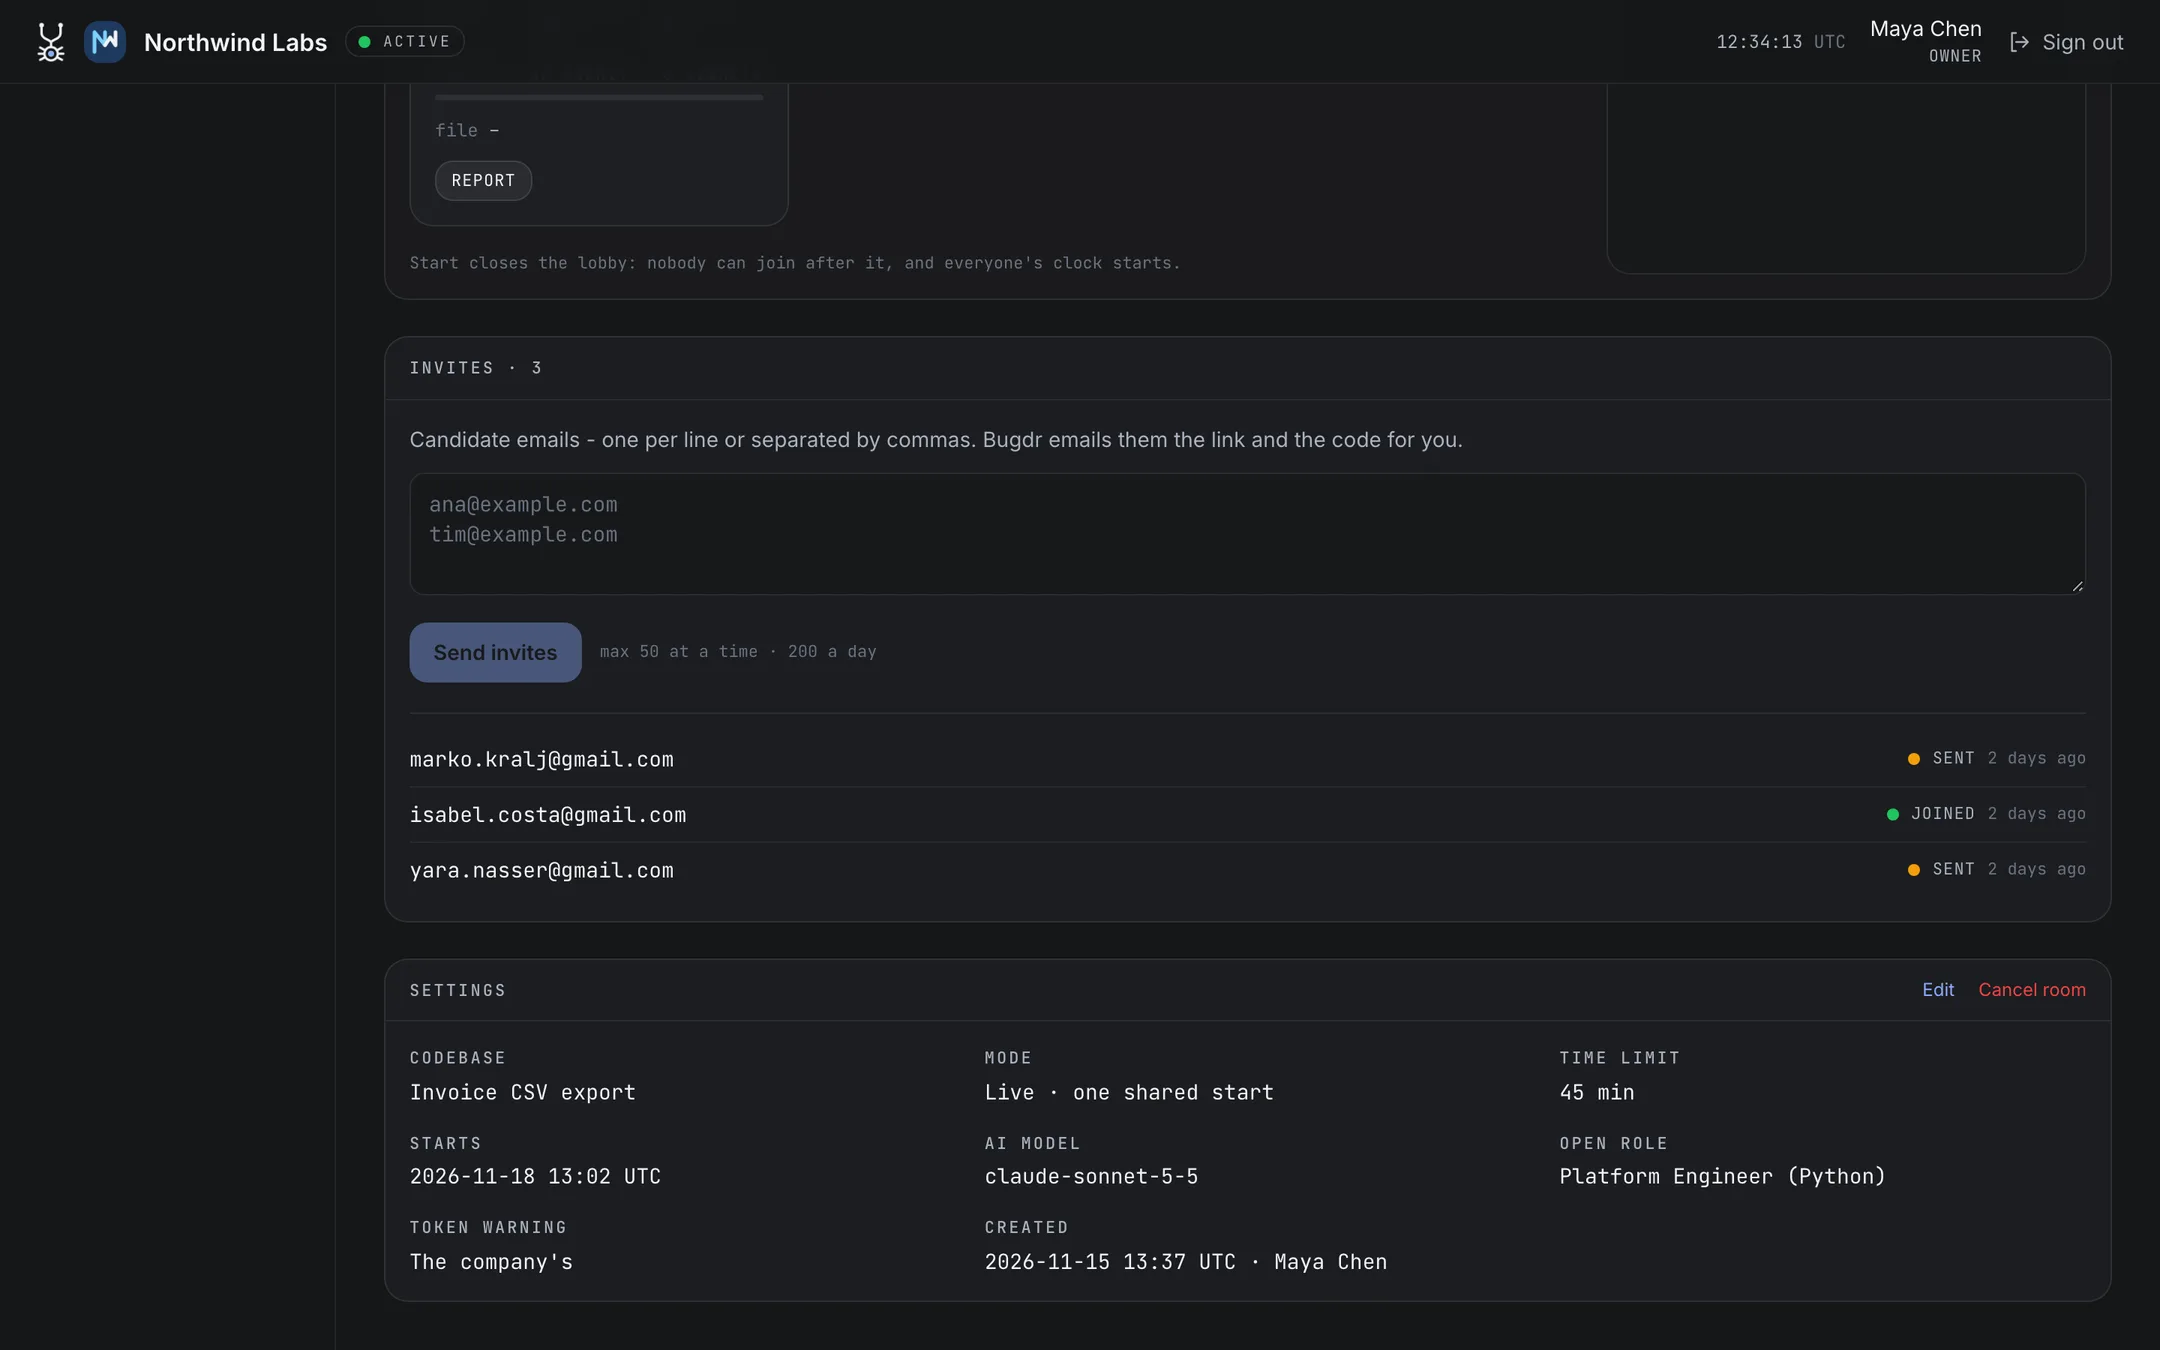 Northwind Labs
ACTIVE
12:34:13 UTC
Maya Chen
OWNER
Sign out
file –
REPORT
Start closes the lobby: nobody can join after it, and everyone's clock starts.
INVITES · 3
Candidate emails - one per line or separated by commas. Bugdr emails them the link and the code for you.
ana@example.com
tim@example.com
Send invites
max 50 at a time · 200 a day
marko.kralj@gmail.com
SENT 2 days ago
isabel.costa@gmail.com
JOINED 2 days ago
yara.nasser@gmail.com
SENT 2 days ago
SETTINGS
Edit
Cancel room
CODEBASE
Invoice CSV export
MODE
Live · one shared start
TIME LIMIT
45 min
STARTS
2026-11-18 13:02 UTC
AI MODEL
claude-sonnet-5-5
OPEN ROLE
Platform Engineer (Python)
TOKEN WARNING
The company's
CREATED
2026-11-15 13:37 UTC · Maya Chen